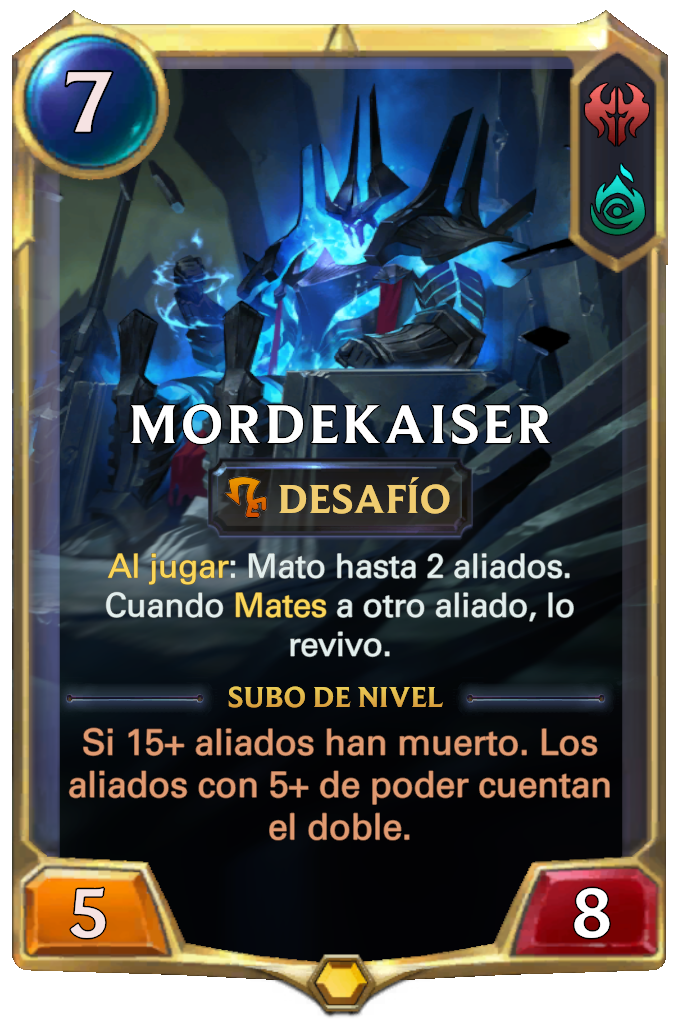 7
MORDEKAISER
DESAFÍO
Al jugar: Mato hasta 2 aliados.
Cuando Mates a otro aliado, lo
revivo.
SUBO DE NIVEL
Si 15+ aliados han muerto. Los
aliados con 5+ de poder cuentan
el doble.
5
8